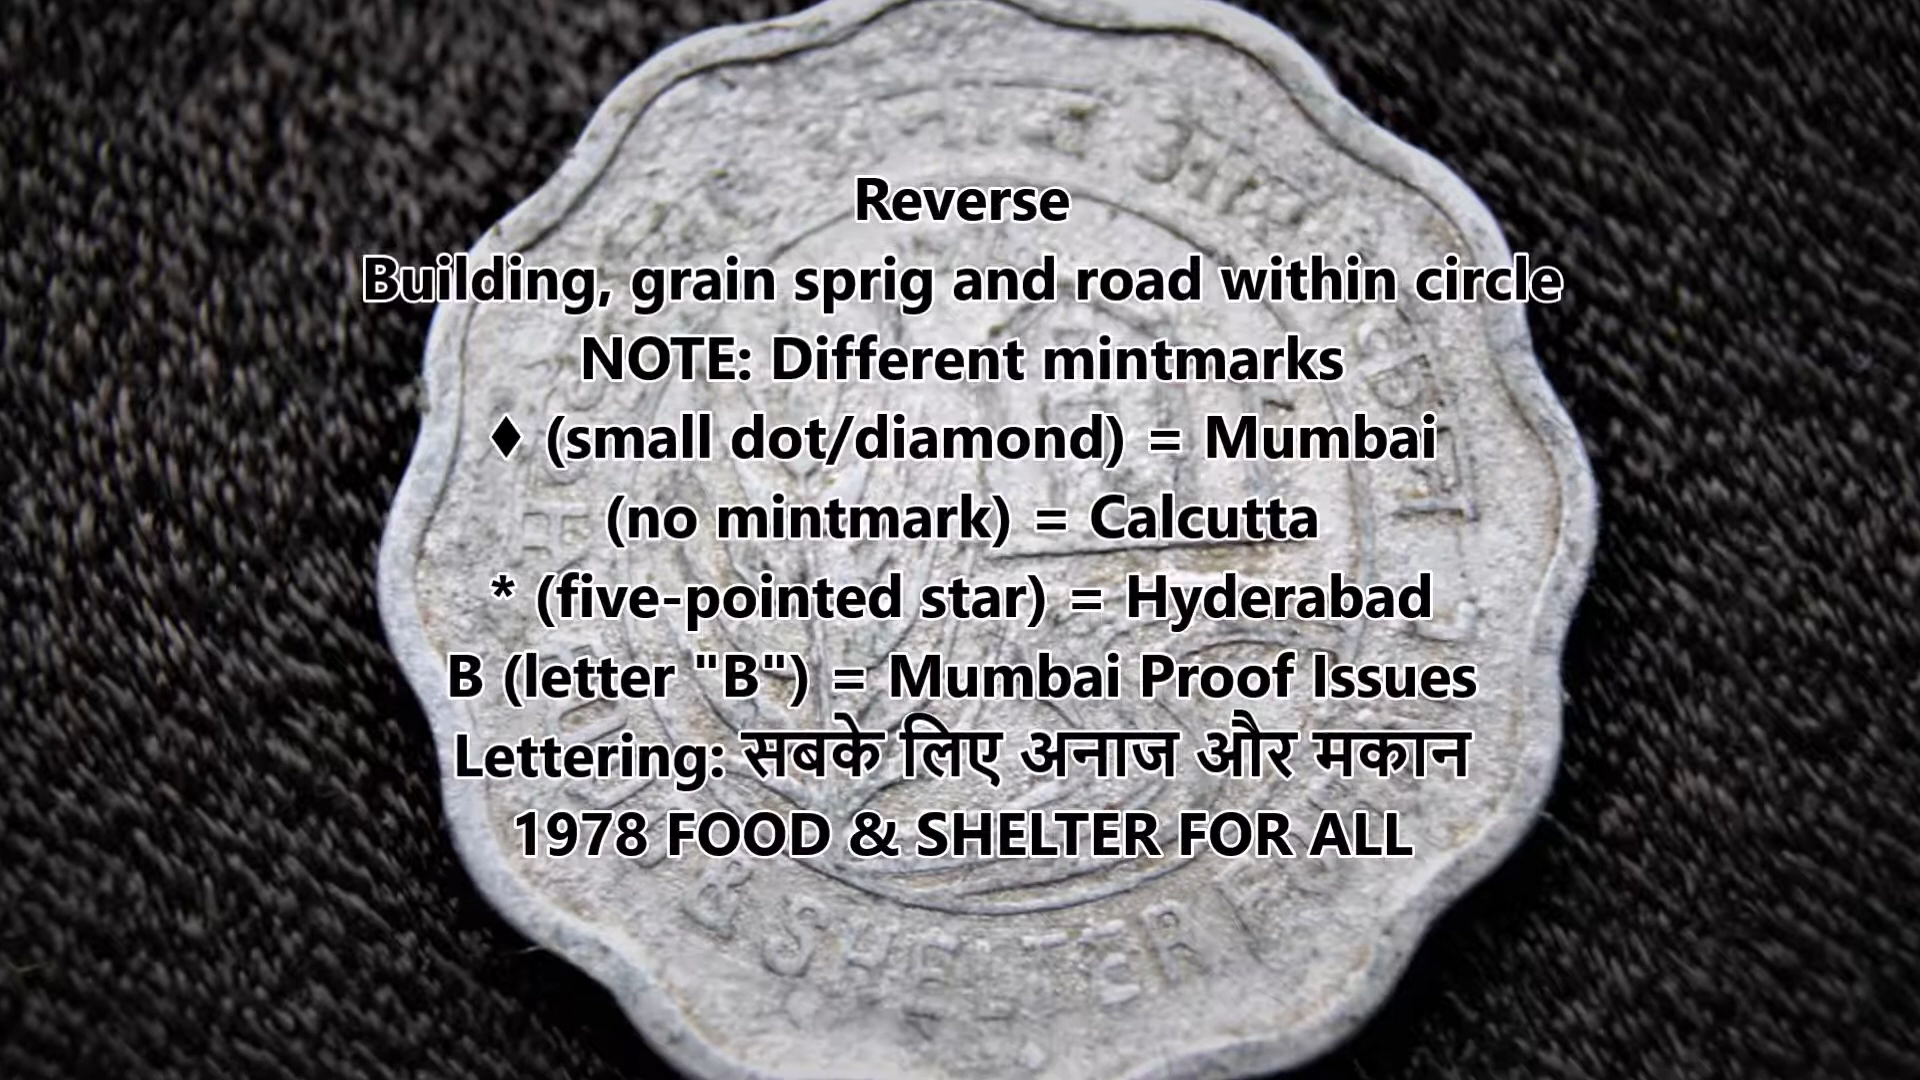 Reverse
Building, grain sprig and road within circle
NOTE: Different mintmarks
♦ (small dot/diamond) = Mumbai
(no mintmark) = Calcutta
* (five-pointed star) = Hyderabad
B (letter "B") = Mumbai Proof Issues
Lettering: सबके लिए अनाज और मकान
1978 FOOD & SHELTER FOR ALL
& SHELTER